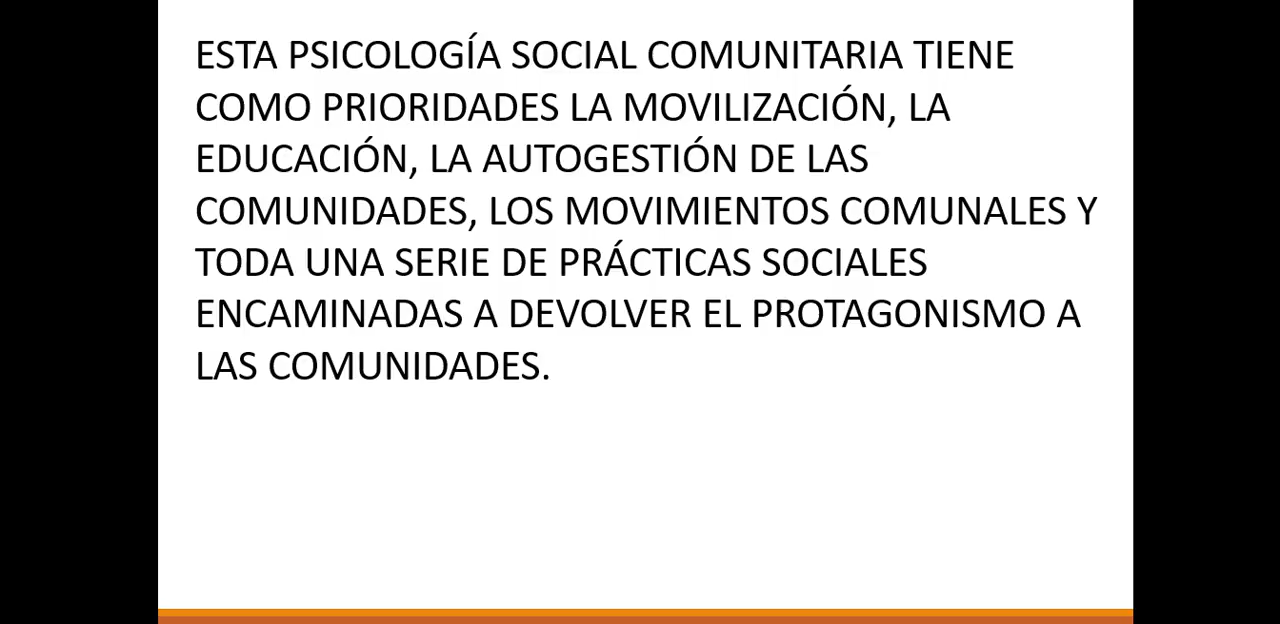 ESTA PSICOLOGÍA SOCIAL COMUNITARIA TIENE
COMO PRIORIDADES LA MOVILIZACIÓN, LA
EDUCACIÓN, LA AUTOGESTIÓN DE LAS
COMUNIDADES, LOS MOVIMIENTOS COMUNALES Y
TODA UNA SERIE DE PRÁCTICAS SOCIALES
ENCAMINADAS A DEVOLVER EL PROTAGONISMO A
LAS COMUNIDADES.